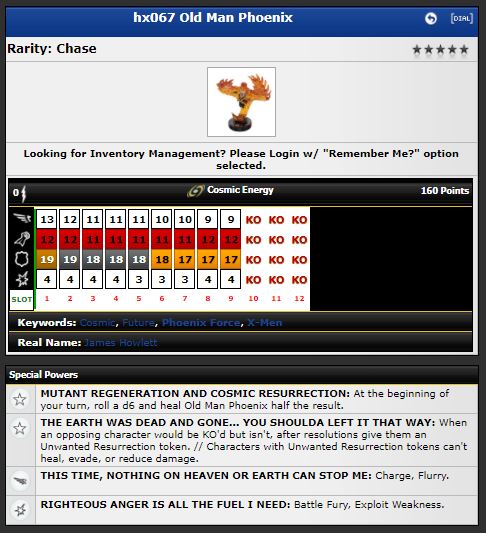 hx067 Old Man Phoenix
[DIAL]
Rarity: Chase
Looking for Inventory Management? Please Login w/ "Remember Me?" option
selected.
0 Cosmic Energy 160 Points
13 12 11 11 11 10 10 9 9 KO KO KO
12 12 11 11 11 11 11 12 12 KO KO KO
19 19 18 18 18 18 17 17 17 KO KO KO
4 4 4 4 3 3 3 4 4 KO KO KO
SLOT 1 2 3 4 5 6 7 8 9 10 11 12
Keywords: Cosmic, Future, Phoenix Force, X-Men
Real Name: James Howlett
Special Powers
MUTANT REGENERATION AND COSMIC RESURRECTION: At the beginning of
your turn, roll a d6 and heal Old Man Phoenix half the result.
THE EARTH WAS DEAD AND GONE... YOU SHOULDA LEFT IT THAT WAY: When
an opposing character would be KO'd but isn't, after resolutions give them an
Unwanted Resurrection token. // Characters with Unwanted Resurrection tokens can't
heal, evade, or reduce damage.
THIS TIME, NOTHING ON HEAVEN OR EARTH CAN STOP ME: Charge, Flurry.
RIGHTEOUS ANGER IS ALL THE FUEL I NEED: Battle Fury, Exploit Weakness.